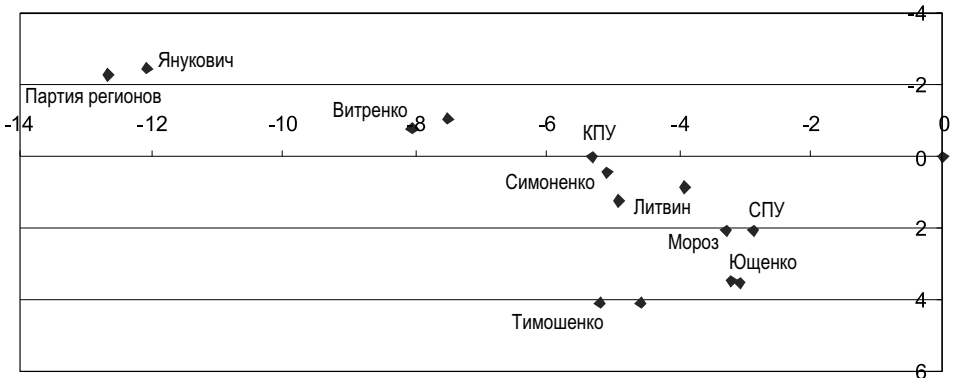 -4
Янукович
-2
Партия регионов
Витренко
-14
-12
-10
-8
-6
КПУ
-4
-2
0
0
Симоненко
Литвин
СПУ
2
Мороз
Ющенко
4
Тимошенко
6